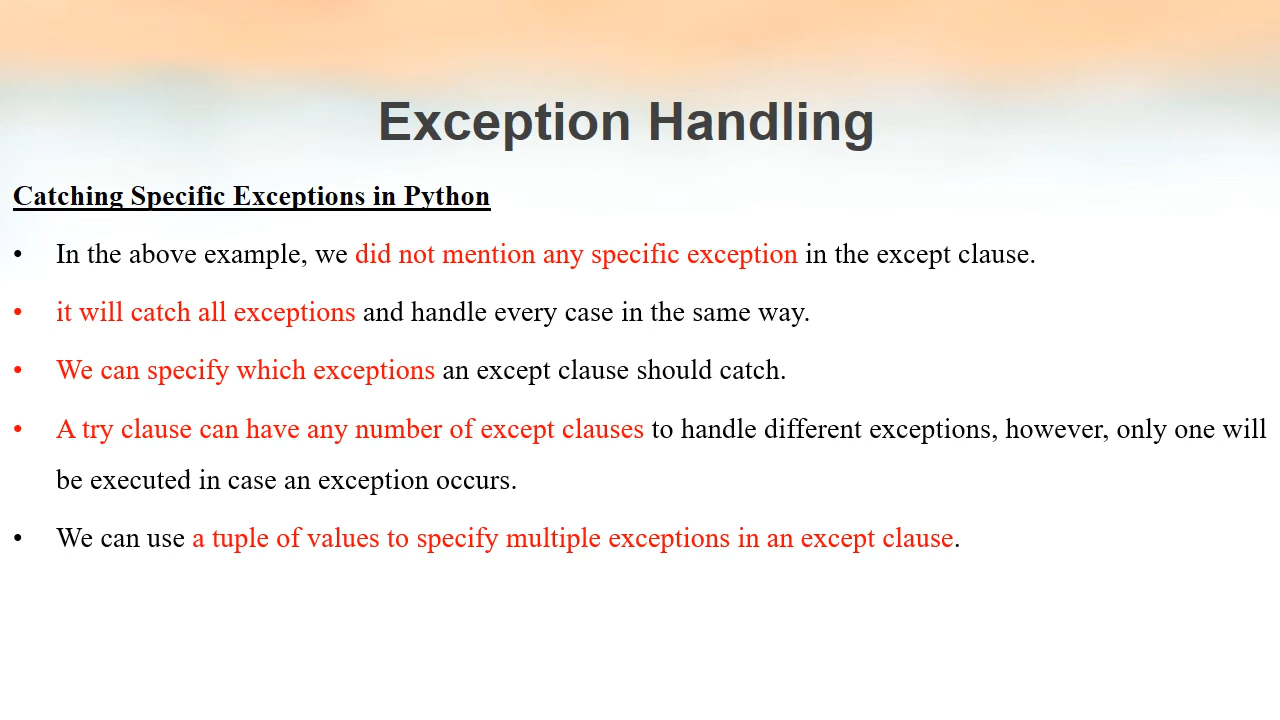 Exception Handling
Catching Specific Exceptions in Python
• In the above example, we did not mention any specific exception in the except clause.
• it will catch all exceptions and handle every case in the same way.
• We can specify which exceptions an except clause should catch.
• A try clause can have any number of except clauses to handle different exceptions, however, only one will
be executed in case an exception occurs.
• We can use a tuple of values to specify multiple exceptions in an except clause.